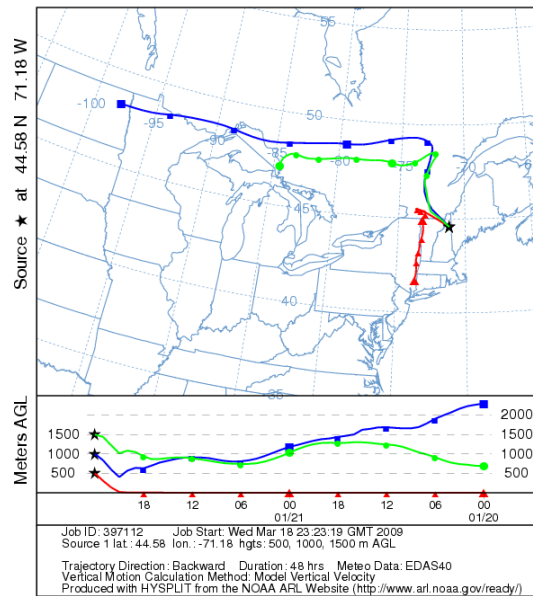 Source ★ at 44.58 N 71.18 W
55
-100
-95
-90
-85
-80
-75
50
45
40
35
Meters AGL
1500
1000
500
2000
1500
1000
500
18 12 06 00 18 12 06 00
01/21 01/20
Job ID: 397112 Job Start: Wed Mar 18 23:23:19 GMT 2009
Source 1 lat.: 44.58 lon.: -71.18 hgts: 500, 1000, 1500 m AGL
Trajectory Direction: Backward Duration: 48 hrs Meteo Data: EDAS40
Vertical Motion Calculation Method: Model Vertical Velocity
Produced with HYSPLIT from the NOAA ARL Website (http://www.arl.noaa.gov/ready/)